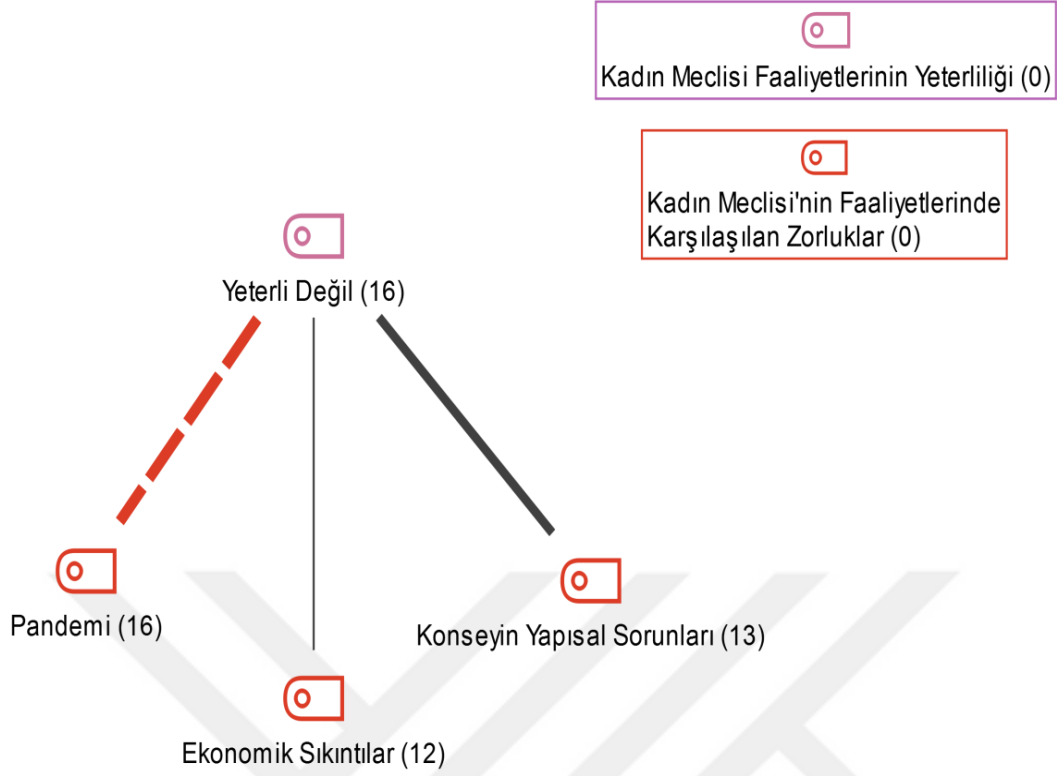 Kadın Meclisi Faaliyetlerinin Yeterliliği (0)
Kadın Meclisi'nin Faaliyetlerinde
Karşılaşılan Zorluklar (0)
Yeterli Değil (16)
Pandemi (16)
Konseyin Yapısal Sorunları (13)
Ekonomik Sıkıntılar (12)